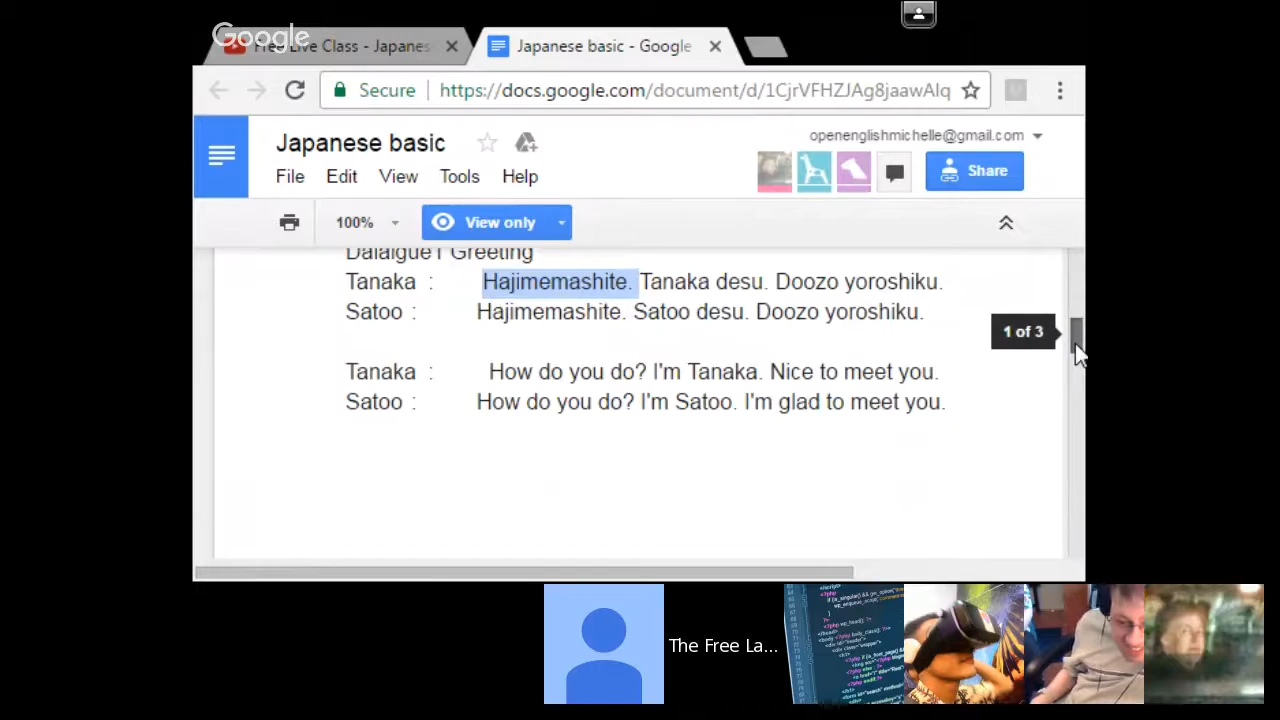 Google
Free Live Class - Japanes
Japanese basic - Google
Secure
https://docs.google.com/document/d/1CjrVFHZJAg8jaawAlq
Japanese basic
openenglishmichelle@gmail.com
File Edit View Tools Help
Share
100%
View only
Dalaigue1 Greeting
Tanaka : Hajimemashite. Tanaka desu. Doozo yoroshiku.
Satoo : Hajimemashite. Satoo desu. Doozo yoroshiku.
1 of 3
Tanaka : How do you do? I'm Tanaka. Nice to meet you.
Satoo : How do you do? I'm Satoo. I'm glad to meet you.
The Free La...